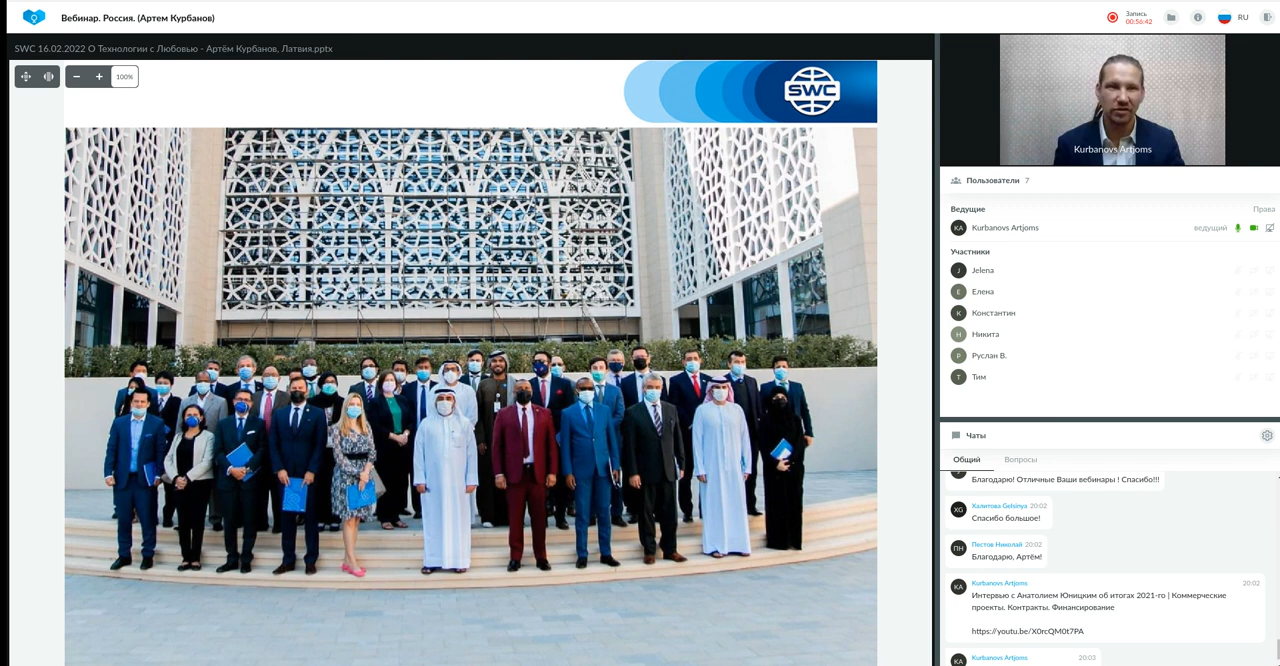 Вебинар. Россия. (Артем Курбанов)
Запись
00:56:42
RU
SWC 16.02.2022 О Технологии с Любовью - Артём Курбанов, Латвия.pptx
100%
SWC
Kurbanovs Artjoms
Пользователи 7
Ведущие Права
KA Kurbanovs Artjoms ведущий
Участники
J Jelena
Е Елена
К Константин
Н Никита
Р Руслан В.
Т Тим
Чаты
Общий Вопросы
Благодарю! Отличные Ваши вебинары ! Спасибо!!!
XG Халитова Gelsinya 20:02
Спасибо большое!
ПН Пестов Николай 20:02
Благодарю, Артём!
KA Kurbanovs Artjoms 20:02
Интервью с Анатолием Юницким об итогах 2021-го | Коммерческие
проекты. Контракты. Финансирование
https://youtu.be/X0rcQM0t7PA
KA Kurbanovs Artjoms 20:03